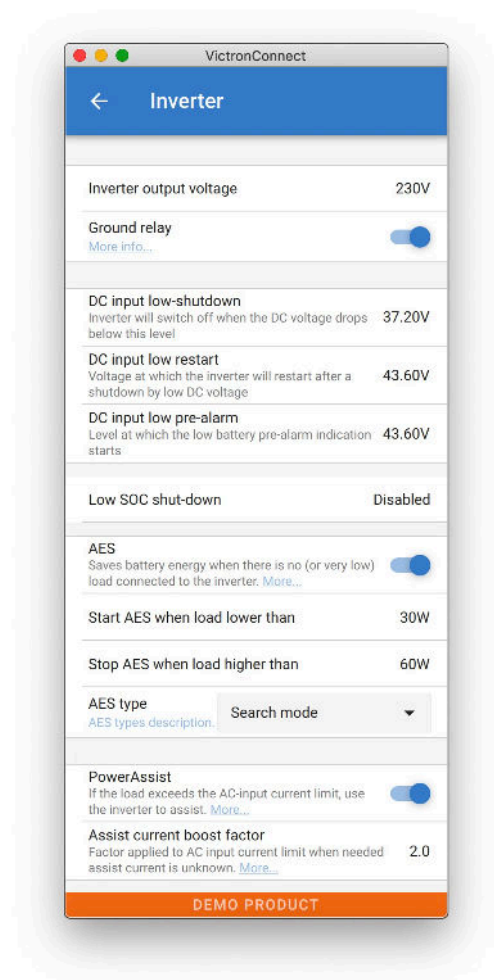 VictronConnect
Inverter
Inverter output voltage 230V
Ground relay
More info...
DC input low-shutdown
Inverter will switch off when the DC voltage drops 37.20V
below this level
DC input low restart
Voltage at which the inverter will restart after a 43.60V
shutdown by low DC voltage
DC input low pre-alarm
Level at which the low battery pre-alarm indication 43.60V
starts
Low SOC shut-down Disabled
AES
Saves battery energy when there is no (or very low)
load connected to the inverter. More...
Start AES when load lower than 30W
Stop AES when load higher than 60W
AES type
AES types description. Search mode
PowerAssist
If the load exceeds the AC-input current limit, use
the inverter to assist. More...
Assist current boost factor
Factor applied to AC input current limit when needed 2.0
assist current is unknown. More...
DEMO PRODUCT